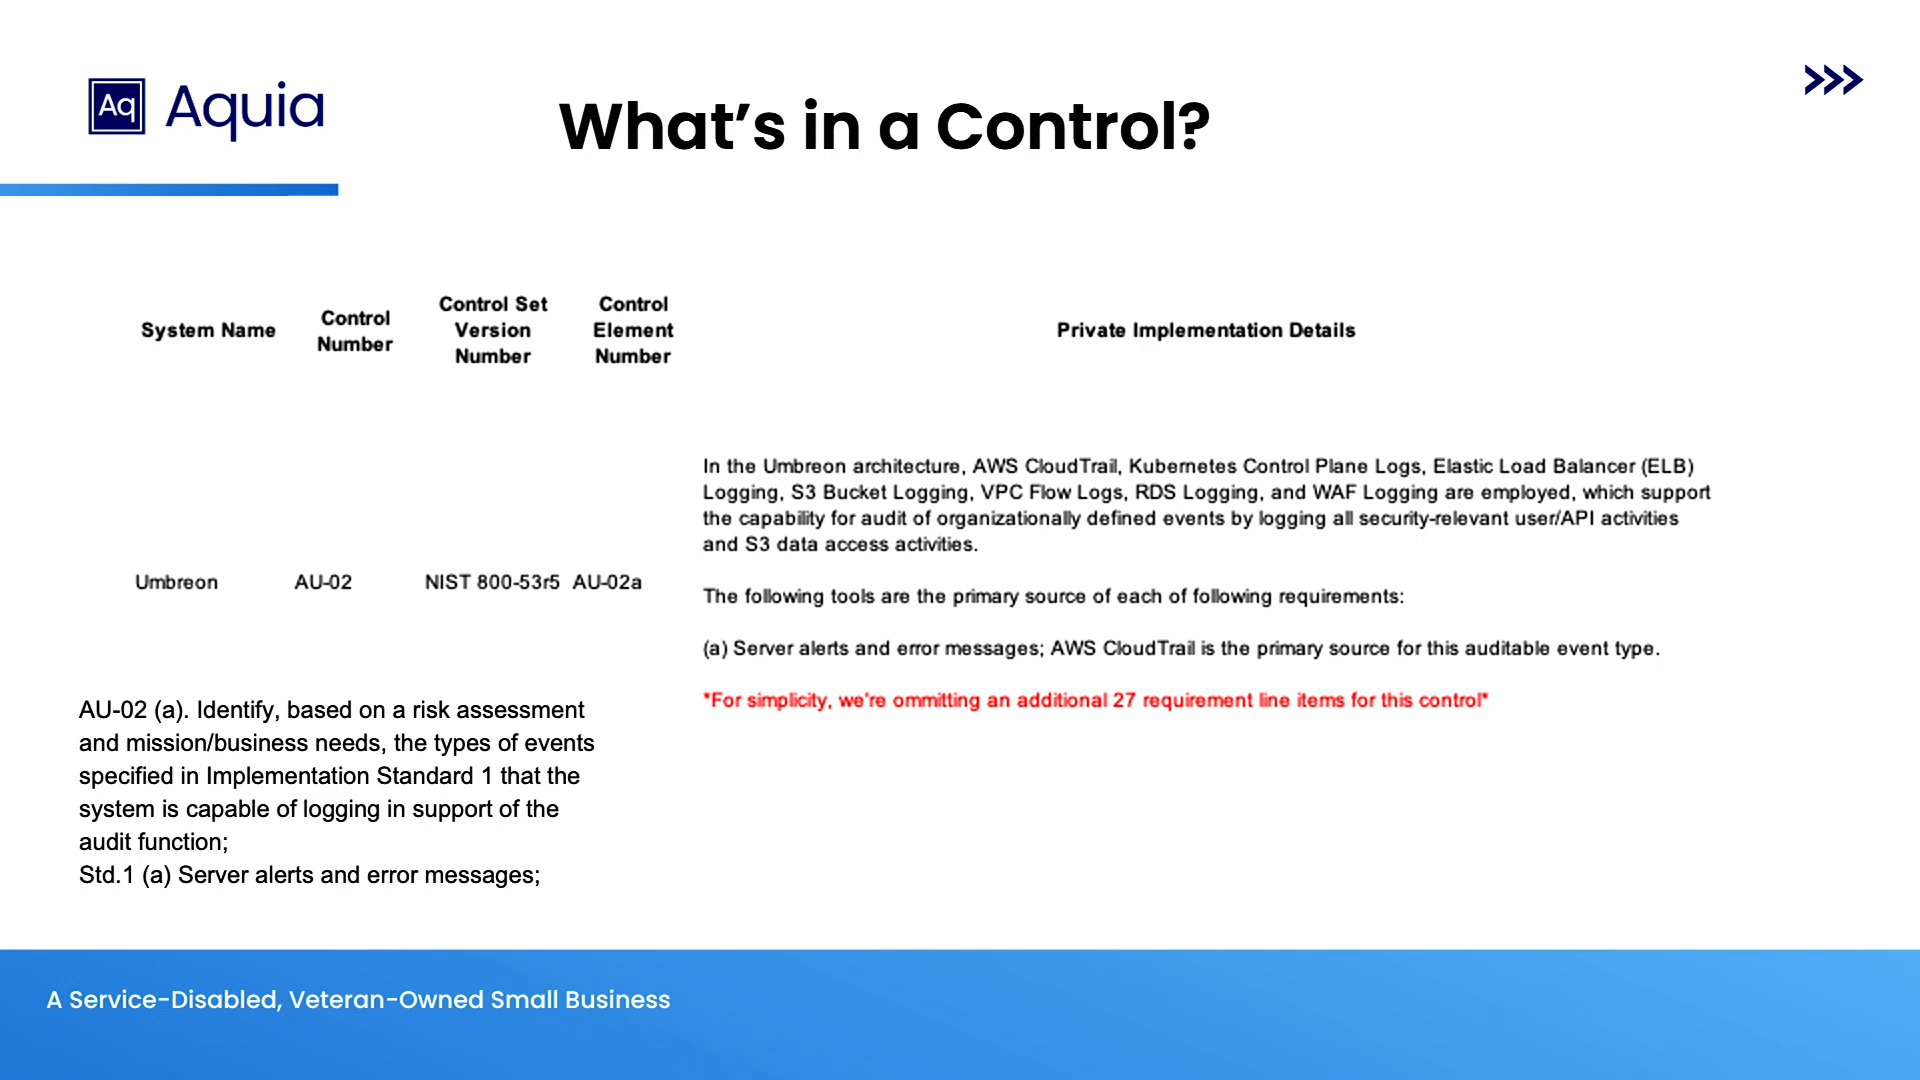 Aq Aquia
What's in a Control?
System Name
Control
Number
Control Set
Version
Number
Control
Element
Number
Private Implementation Details
Umbreon
AU-02
NIST 800-53r5
AU-02a
In the Umbreon architecture, AWS CloudTrail, Kubernetes Control Plane Logs, Elastic Load Balancer (ELB)
Logging, S3 Bucket Logging, VPC Flow Logs, RDS Logging, and WAF Logging are employed, which support
the capability for audit of organizationally defined events by logging all security-relevant user/API activities
and S3 data access activities.
The following tools are the primary source of each of following requirements:
(a) Server alerts and error messages; AWS CloudTrail is the primary source for this auditable event type.
*For simplicity, we're ommitting an additional 27 requirement line items for this control*
AU-02 (a). Identify, based on a risk assessment
and mission/business needs, the types of events
specified in Implementation Standard 1 that the
system is capable of logging in support of the
audit function;
Std.1 (a) Server alerts and error messages;
A Service-Disabled, Veteran-Owned Small Business